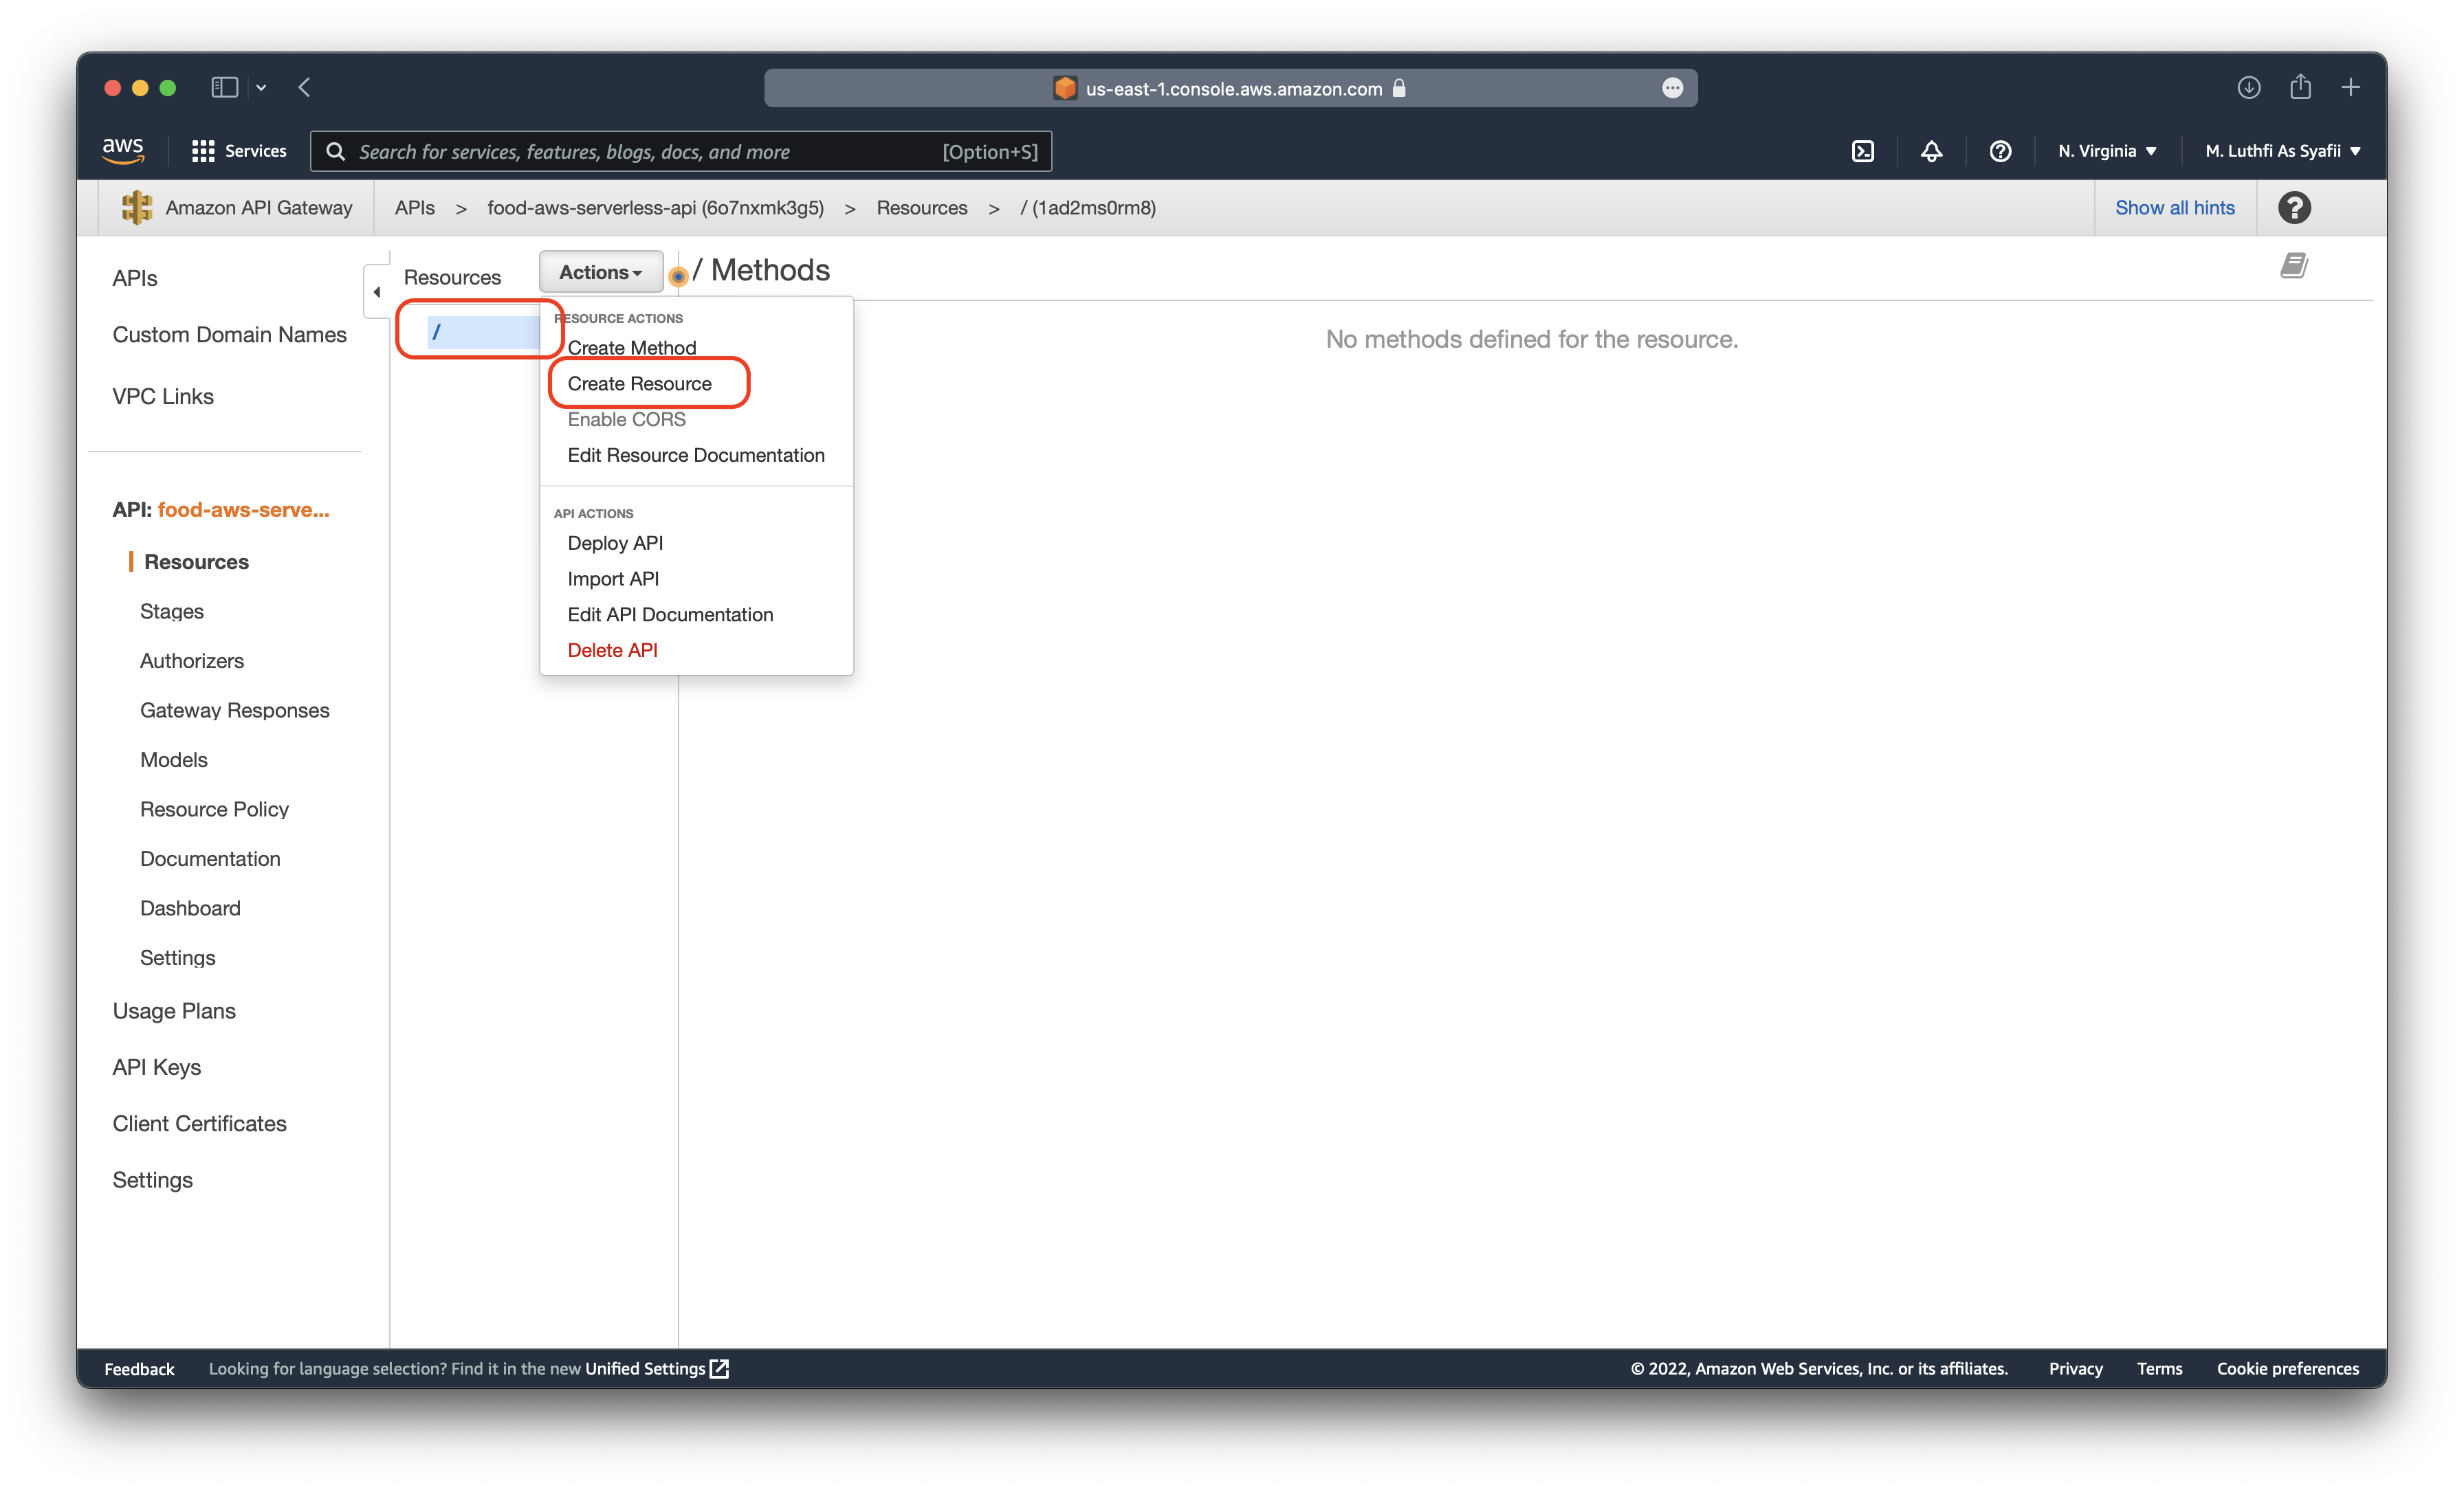 us-east-1.console.aws.amazon.com
aws
Services
Search for services, features, blogs, docs, and more
[Option+S]
N. Virginia ▼
M. Luthfi As Syafii ▼
Amazon API Gateway
APIs > food-aws-serverless-api (6o7nxmk3g5) > Resources > / (1ad2ms0rm8)
Show all hints
?
APIs
Custom Domain Names
VPC Links
API: food-aws-serve...
Resources
Stages
Authorizers
Gateway Responses
Models
Resource Policy
Documentation
Dashboard
Settings
Usage Plans
API Keys
Client Certificates
Settings
Resources
Actions
/
RESOURCE ACTIONS
Create Method
Create Resource
Enable CORS
Edit Resource Documentation
API ACTIONS
Deploy API
Import API
Edit API Documentation
Delete API
/ Methods
No methods defined for the resource.
Feedback
Looking for language selection? Find it in the new Unified Settings
© 2022, Amazon Web Services, Inc. or its affiliates.
Privacy
Terms
Cookie preferences